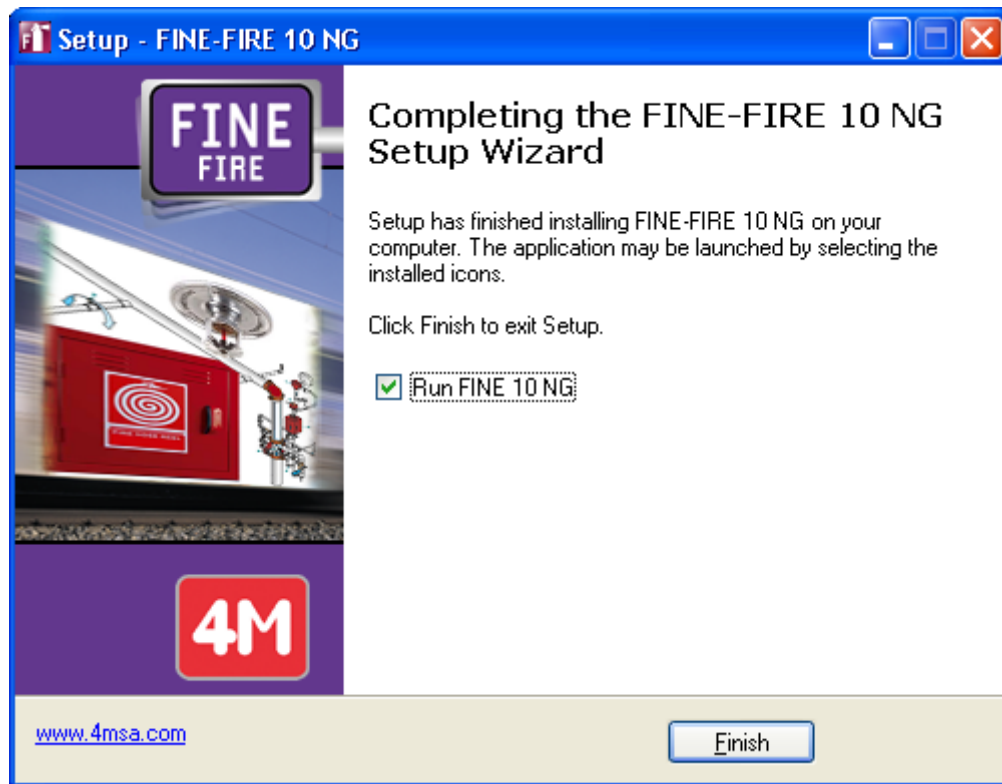 Setup - FINE-FIRE 10 NG
FINE
FIRE
Completing the FINE-FIRE 10 NG
Setup Wizard
Setup has finished installing FINE-FIRE 10 NG on your
computer. The application may be launched by selecting the
installed icons.
Click Finish to exit Setup.
Run FINE 10 NG
4M
www.4msa.com
Finish